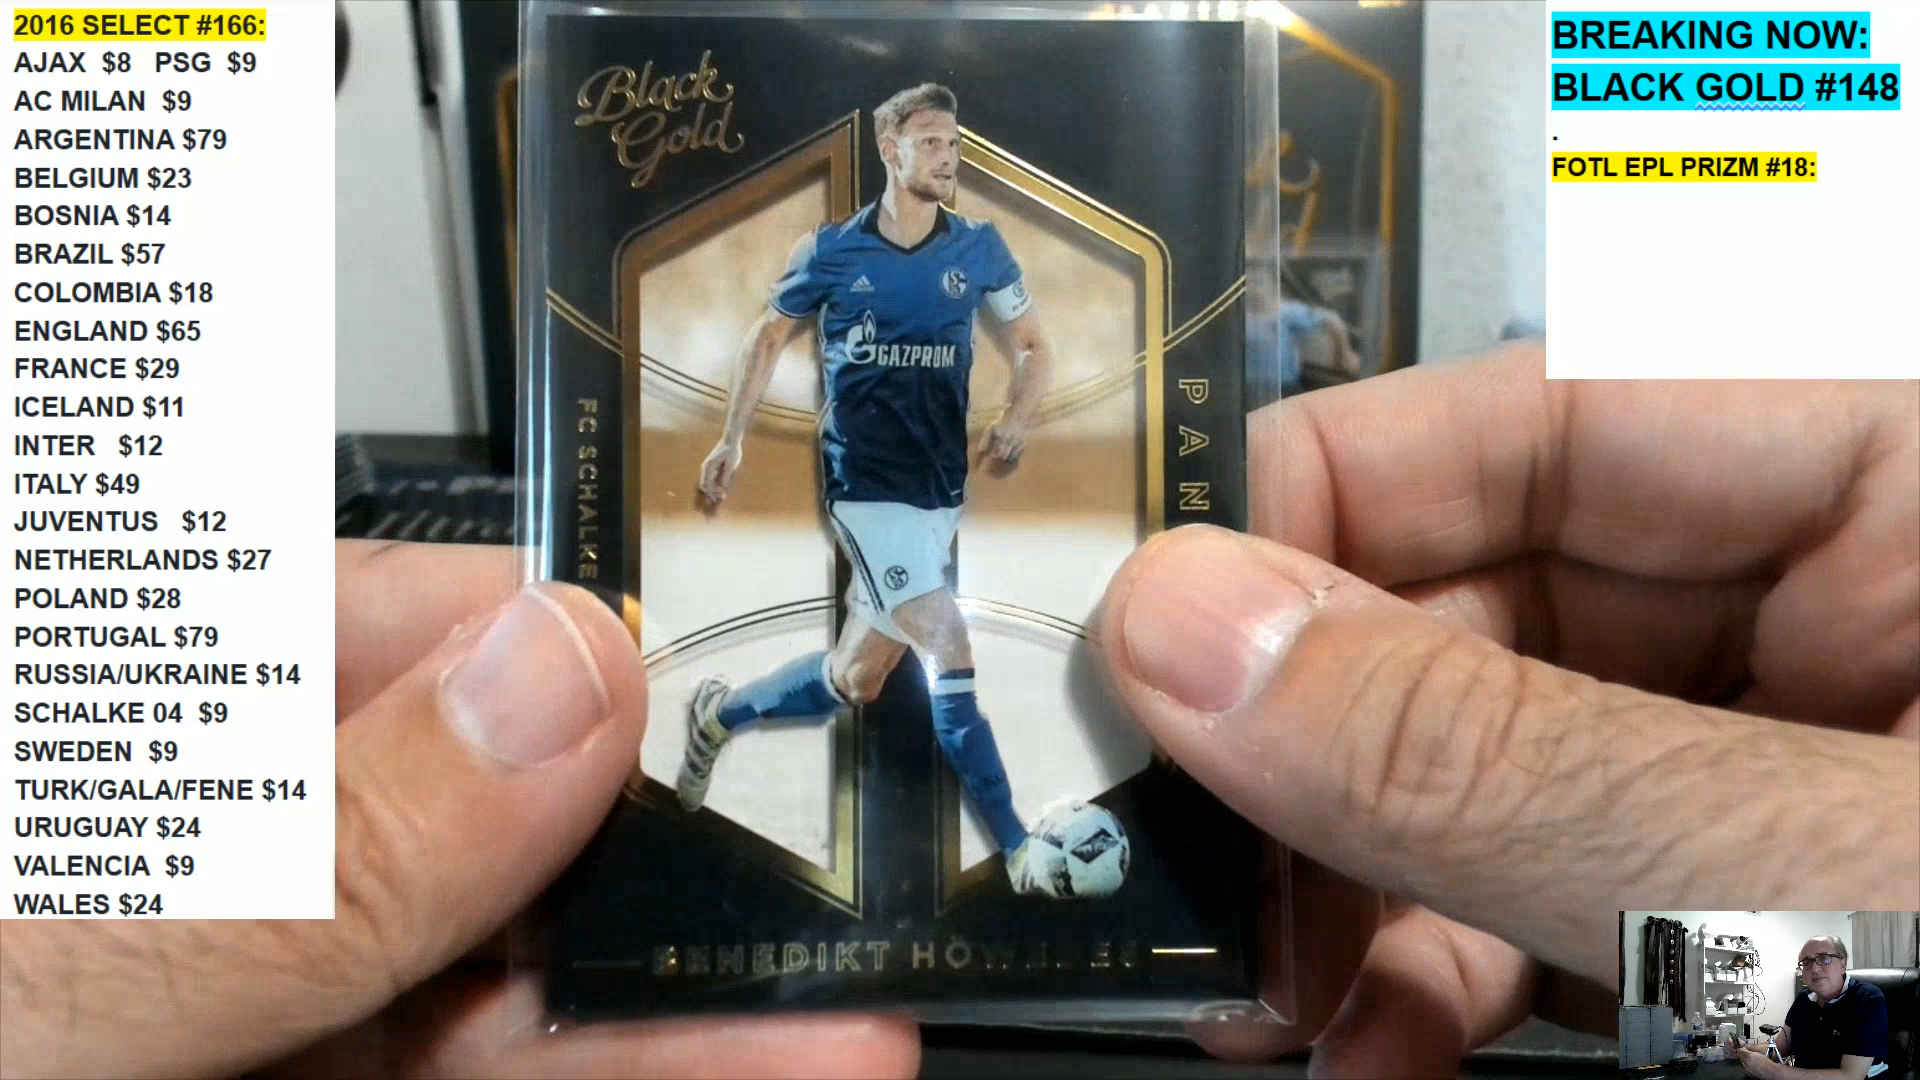 2016 SELECT #166:
AJAX $8 PSG $9
AC MILAN $9
ARGENTINA $79
BELGIUM $23
BOSNIA $14
BRAZIL $57
COLOMBIA $18
ENGLAND $65
FRANCE $29
ICELAND $11
INTER $12
ITALY $49
JUVENTUS $12
NETHERLANDS $27
POLAND $28
PORTUGAL $79
RUSSIA/UKRAINE $14
SCHALKE 04 $9
SWEDEN $9
TURK/GALA/FENE $14
URUGUAY $24
VALENCIA $9
WALES $24
Black
Gold
GAZPROM
FC SCHALKE
PAN
BENEDIKT
BREAKING NOW:
BLACK GOLD #148
.
FOTL EPL PRIZM #18: